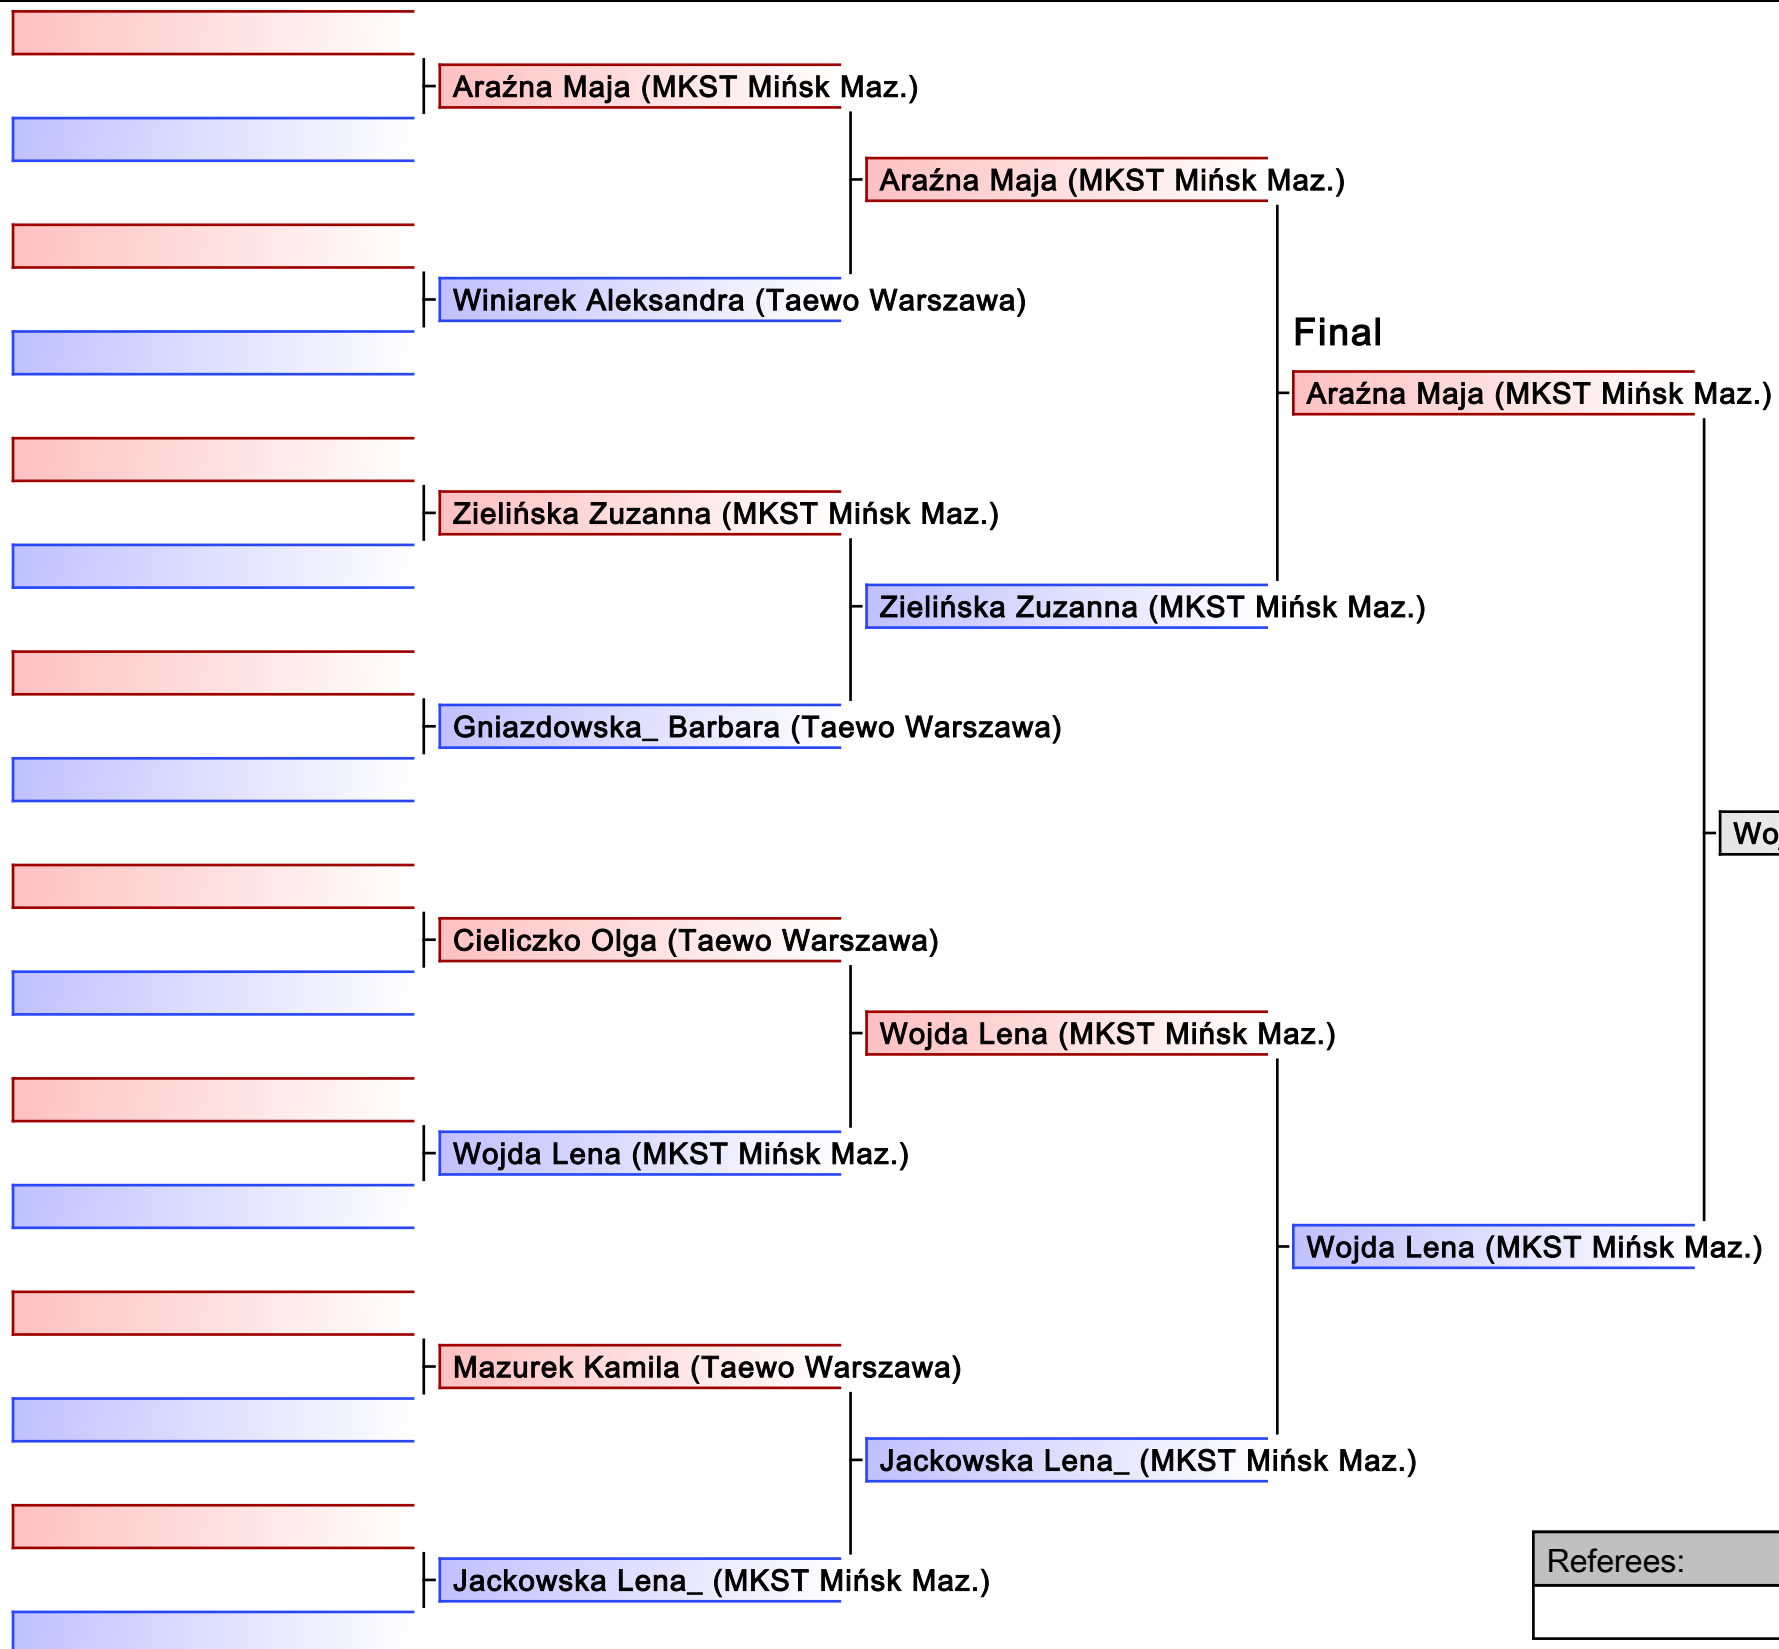 Araźna Maja (MKST Mińsk Maz.)
Araźna Maja (MKST Mińsk Maz.)
Winiarek Aleksandra (Taewo Warszawa)
Final
Araźna Maja (MKST Mińsk Maz.)
Zielińska Zuzanna (MKST Mińsk Maz.)
Zielińska Zuzanna (MKST Mińsk Maz.)
Gniazdowska_ Barbara (Taewo Warszawa)
Cieliczko Olga (Taewo Warszawa)
Wojda Lena (MKST Mińsk Maz.)
Wojda Lena (MKST Mińsk Maz.)
Wojda Lena (MKST Mińsk Maz.)
Mazurek Kamila (Taewo Warszawa)
Jackowska Lena_ (MKST Mińsk Maz.)
Jackowska Lena_ (MKST Mińsk Maz.)
Referees: